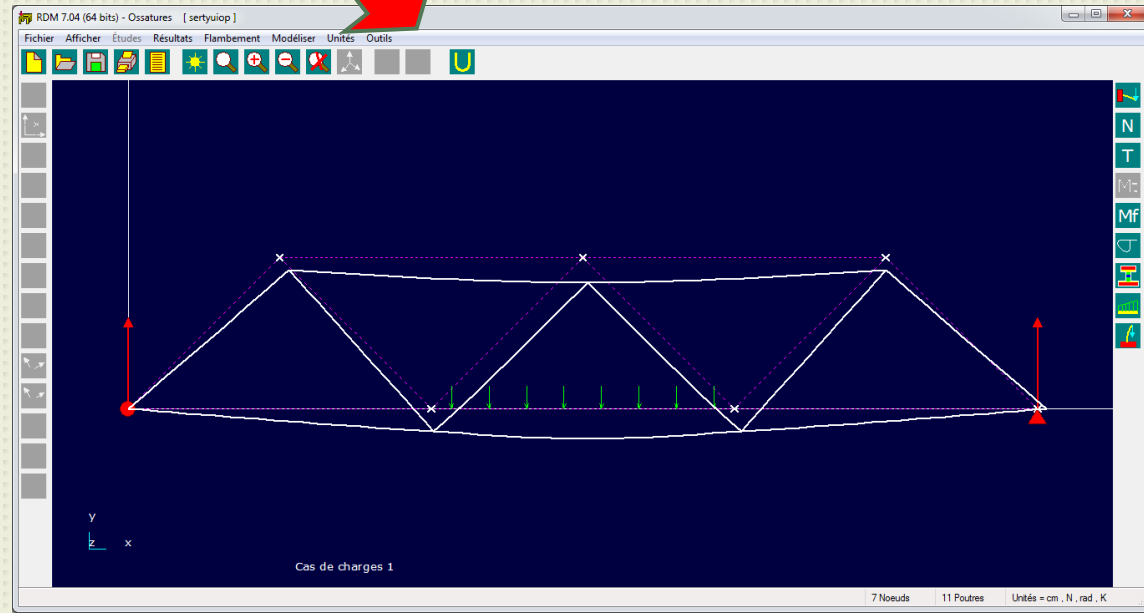 RDM 7.04 (64 bits) - Ossatures [ sertyuiop ]
Fichier Afficher Études Résultats Flambement Modéliser Unités Outils
U
N
T
Mz
Mf
y
z x
Cas de charges 1
7 Noeuds 11 Poutres Unités = cm , N , rad , K